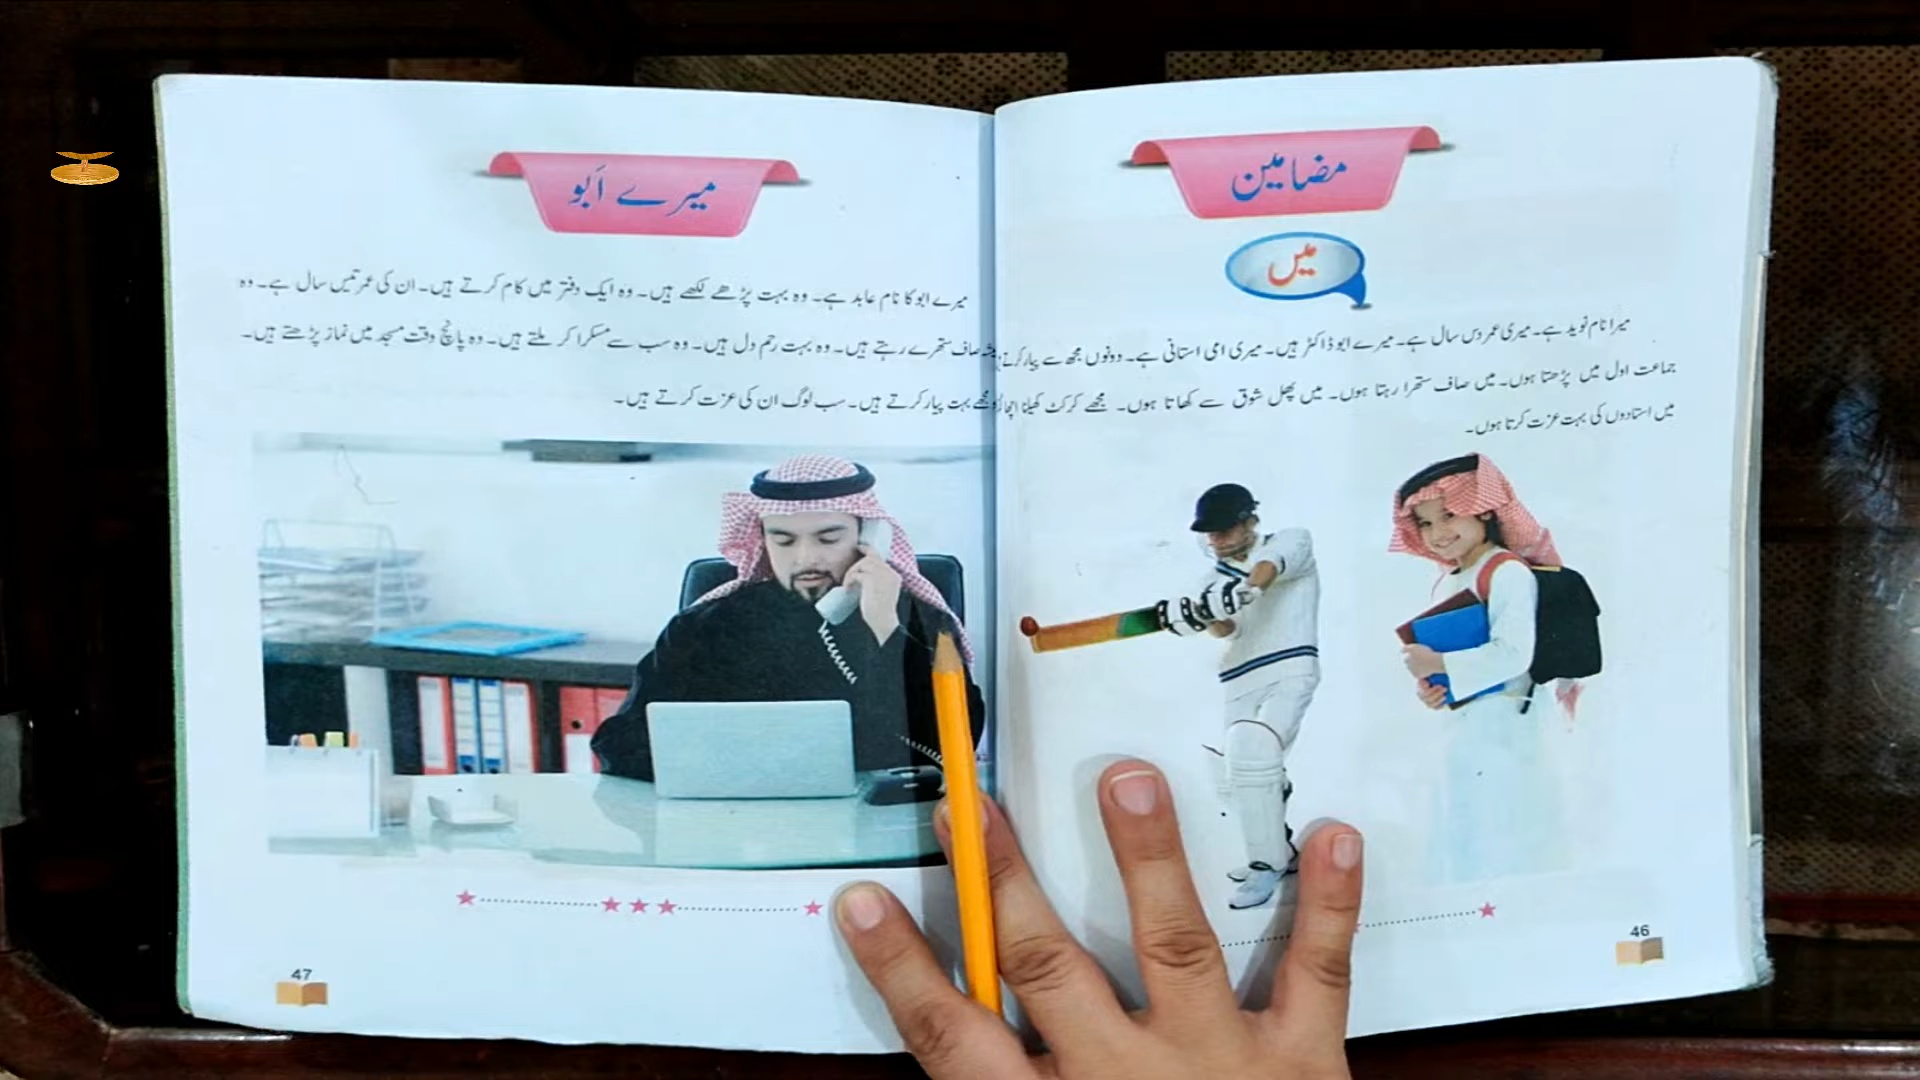 مضامین
میں
میرا نام نوید ہے۔ میری عمر دس سال ہے۔ میرے ابو ڈاکٹر ہیں۔ میری امی استانی ہے۔ دونوں مجھ سے پیار کرتے
جماعت اول میں پڑھتا ہوں۔ میں صاف ستھرا رہتا ہوں۔ میں پھل شوق سے کھاتا ہوں۔ مجھے کرکٹ کھیلنا اچھا
میں استادوں کی بہت عزت کرتا ہوں۔
46
میرے اَبو
میرے ابو کا نام عابد ہے۔ وہ بہت پڑھے لکھے ہیں۔ وہ ایک دفتر میں کام کرتے ہیں۔ ان کی عمر تیس سال ہے۔ وہ
صاف ستھرے رہتے ہیں۔ وہ بہت رحم دل ہیں۔ وہ سب سے مسکرا کر ملتے ہیں۔ وہ پانچ وقت مسجد میں نماز پڑھتے ہیں۔
مجھے بہت پیار کرتے ہیں۔ سب لوگ ان کی عزت کرتے ہیں۔
47